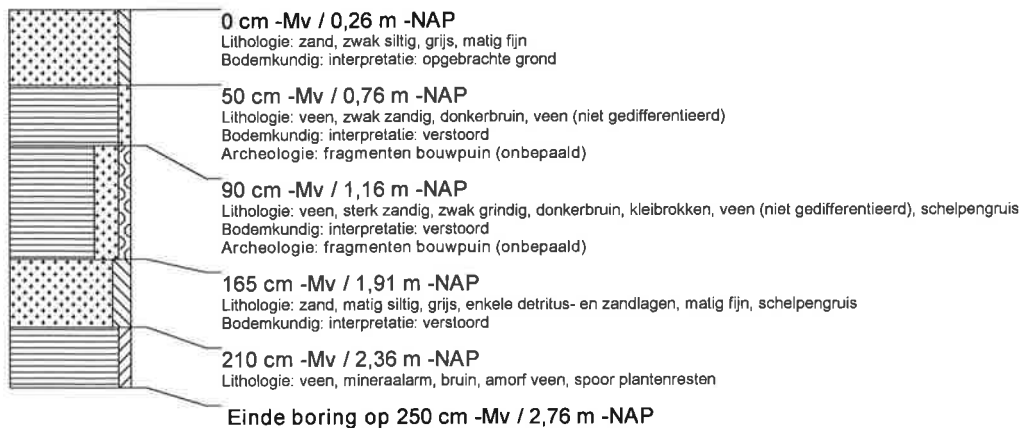 0 cm -Mv / 0,26 m -NAP
Lithologie: zand, zwak siltig, grijs, matig fijn
Bodemkundig: interpretatie: opgebrachte grond
50 cm -Mv / 0,76 m -NAP
Lithologie: veen, zwak zandig, donkerbruin, veen (niet gedifferentieerd)
Bodemkundig: interpretatie: verstoord
Archeologie: fragmenten bouwpuin (onbepaald)
90 cm -Mv / 1,16 m -NAP
Lithologie: veen, sterk zandig, zwak grindig, donkerbruin, kleibrokken, veen (niet gedifferentieerd), schelpengruis
Bodemkundig: interpretatie: verstoord
Archeologie: fragmenten bouwpuin (onbepaald)
165 cm -Mv / 1,91 m -NAP
Lithologie: zand, matig siltig, grijs, enkele detritus- en zandlagen, matig fijn, schelpengruis
Bodemkundig: interpretatie: verstoord
210 cm -Mv / 2,36 m -NAP
Lithologie: veen, mineraalarm, bruin, amorf veen, spoor plantenresten
Einde boring op 250 cm -Mv / 2,76 m -NAP